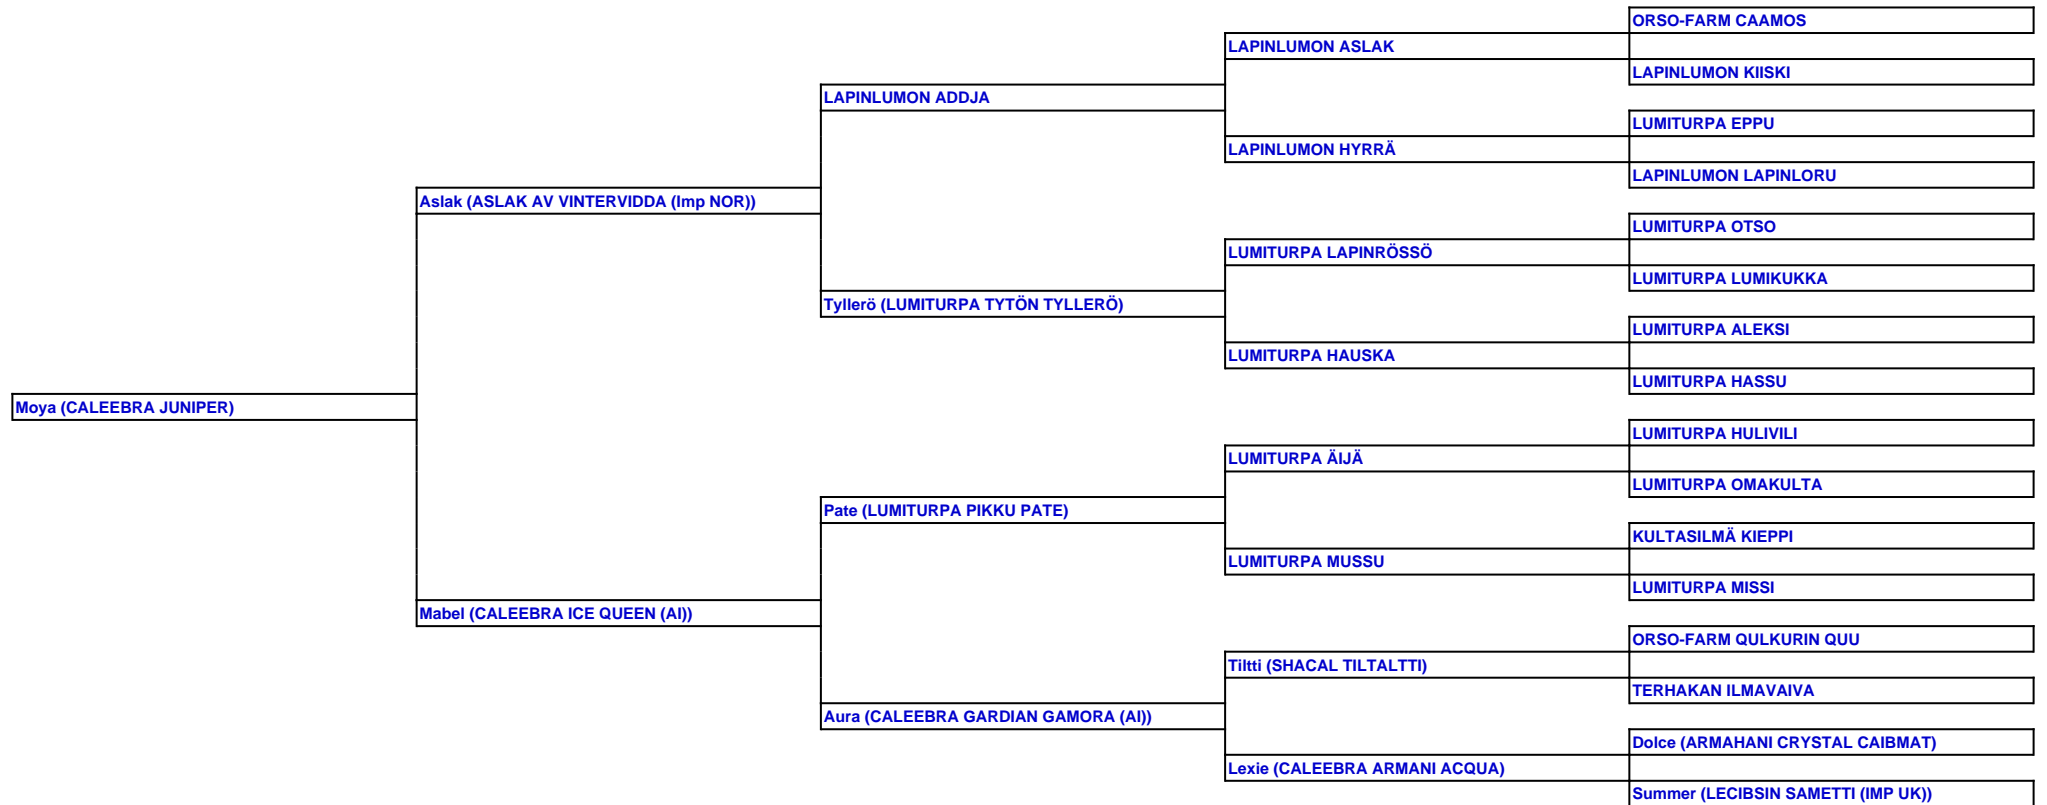 ORSO-FARM CAAMOS
LAPINLUMON ASLAK
LAPINLUMON KIISKI
LAPINLUMON ADDJA
LUMITURPA EPPU
LAPINLUMON HYRRÄ
LAPINLUMON LAPINLORU
Aslak (ASLAK AV VINTERVIDDA (Imp NOR))
LUMITURPA OTSO
LUMITURPA LAPINRÖSSÖ
LUMITURPA LUMIKUKKA
Tyllerö (LUMITURPA TYTÖN TYLLERÖ)
LUMITURPA ALEKSI
LUMITURPA HAUSKA
LUMITURPA HASSU
Moya (CALEEBRA JUNIPER)
LUMITURPA HULIVILI
LUMITURPA ÄIJÄ
LUMITURPA OMAKULTA
Pate (LUMITURPA PIKKU PATE)
KULTASILMÄ KIEPPI
LUMITURPA MUSSU
LUMITURPA MISSI
Mabel (CALEEBRA ICE QUEEN (AI))
ORSO-FARM QULKURIN QUU
Tiltti (SHACAL TILTALTTI)
TERHAKAN ILMAVAIVA
Aura (CALEEBRA GARDIAN GAMORA (AI))
Dolce (ARMAHANI CRYSTAL CAIBMAT)
Lexie (CALEEBRA ARMANI ACQUA)
Summer (LECIBSIN SAMETTI (IMP UK))